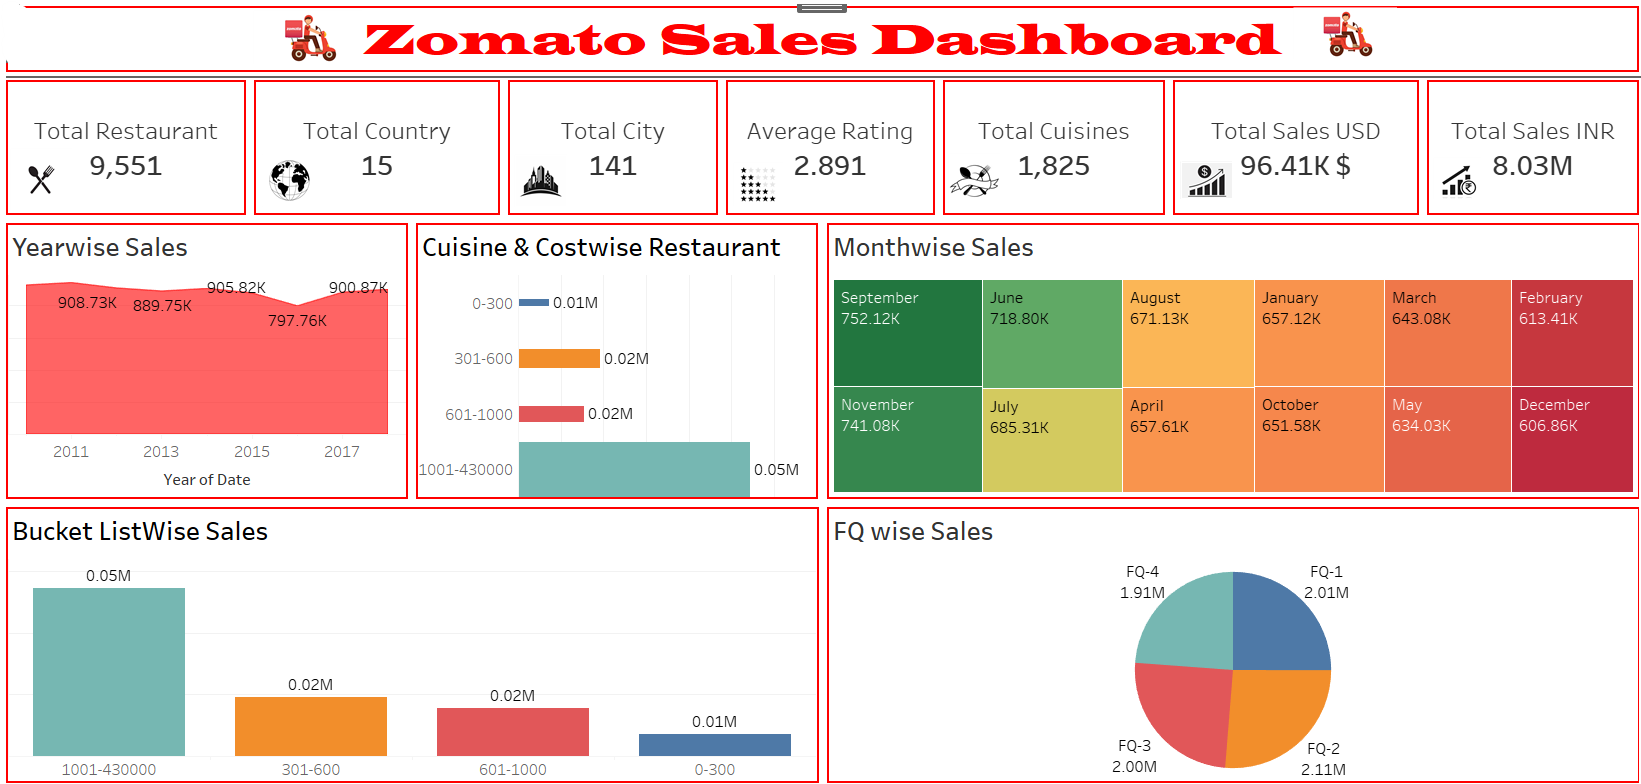 Zomato Sales Dashboard
Total Restaurant
9,551
Total Country
15
Total City
141
Average Rating
2.891
Total Cuisines
1,825
Total Sales USD
96.41K $
Total Sales INR
8.03M
Yearwise Sales
908.73K
889.75K
905.82K
797.76K
900.87K
2011
2013
2015
2017
Year of Date
Cuisine & Costwise Restaurant
0-300
0.01M
301-600
0.02M
601-1000
0.02M
1001-430000
0.05M
Monthwise Sales
September
752.12K
June
718.80K
August
671.13K
January
657.12K
March
643.08K
February
613.41K
November
741.08K
July
685.31K
April
657.61K
October
651.58K
May
634.03K
December
606.86K
Bucket ListWise Sales
0.05M
0.02M
0.02M
0.01M
1001-430000
301-600
601-1000
0-300
FQ wise Sales
FQ-4
1.91M
FQ-1
2.01M
FQ-3
2.00M
FQ-2
2.11M